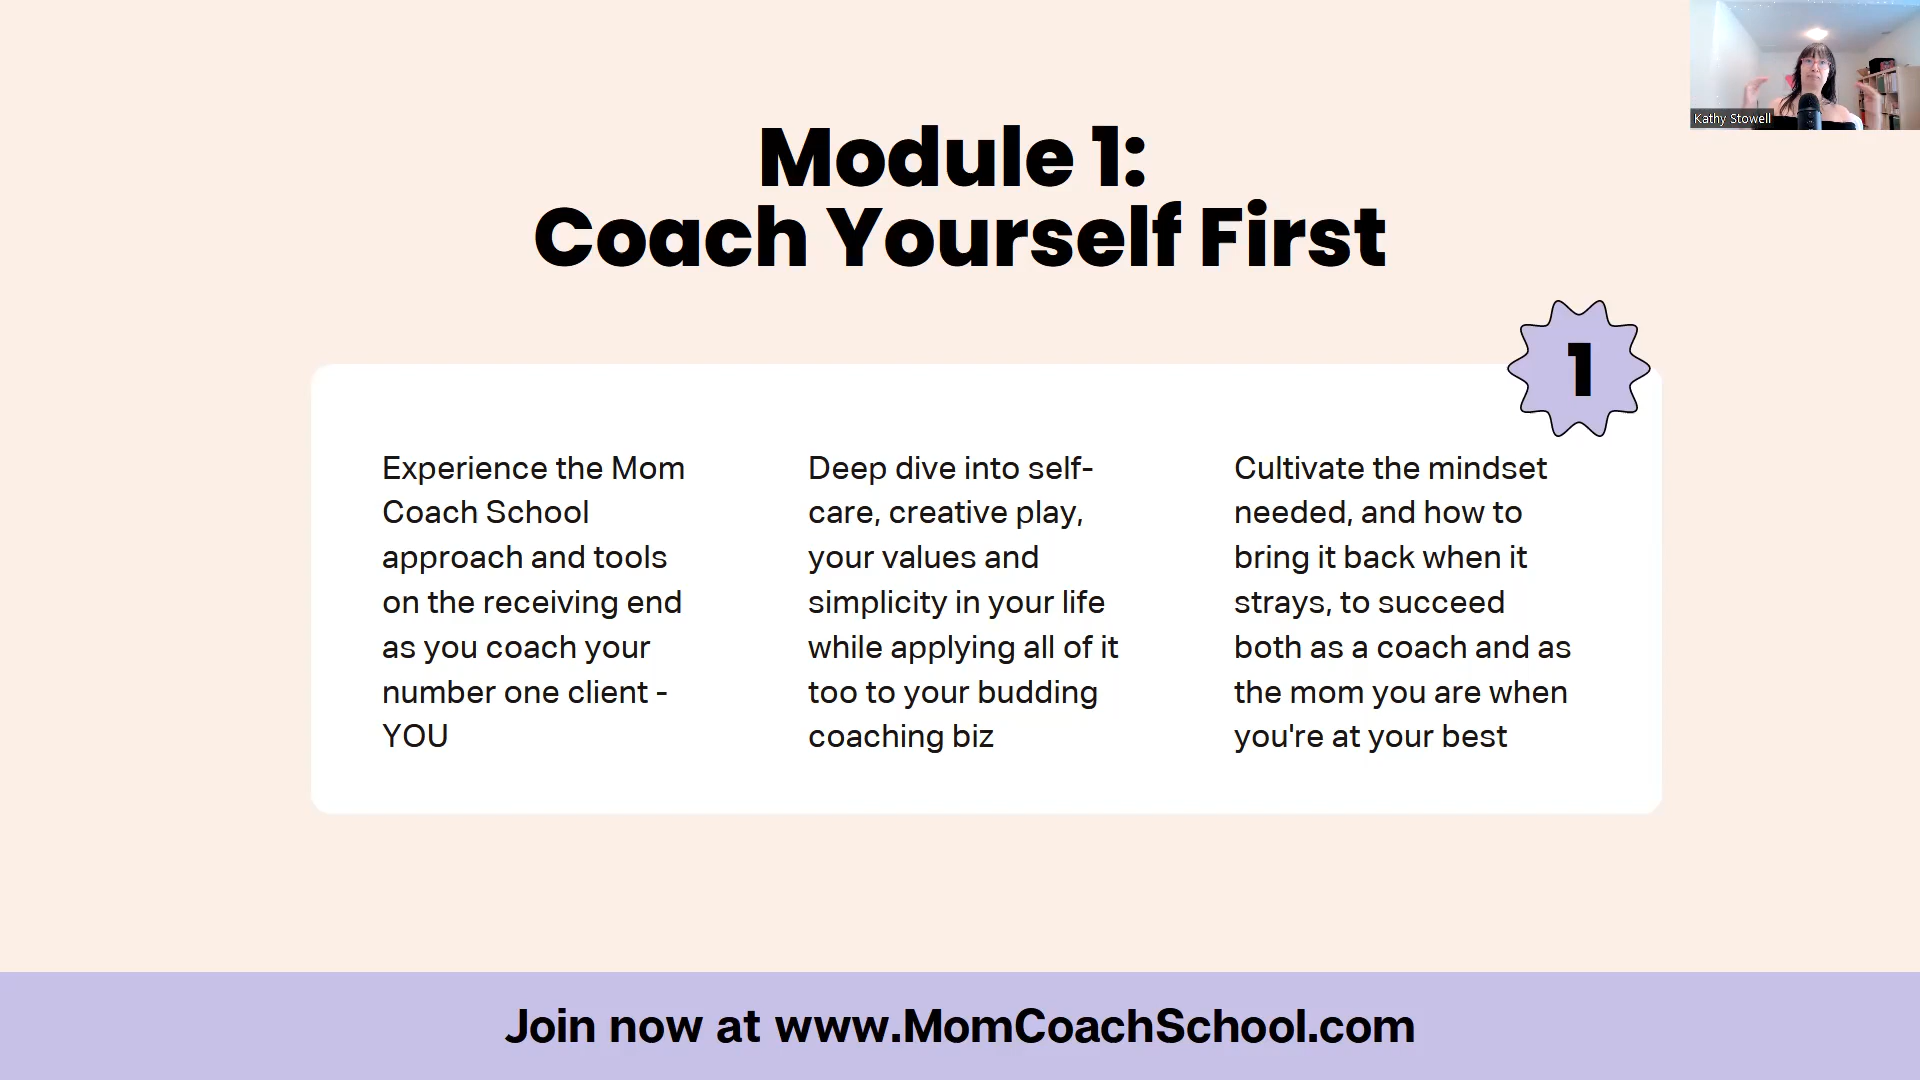 Kathy Stowell
Module 1:
Coach Yourself First
1
Experience the Mom
Coach School
approach and tools
on the receiving end
as you coach your
number one client -
YOU
Deep dive into self-
care, creative play,
your values and
simplicity in your life
while applying all of it
too to your budding
coaching biz
Cultivate the mindset
needed, and how to
bring it back when it
strays, to succeed
both as a coach and as
the mom you are when
you're at your best
Join now at www.MomCoachSchool.com